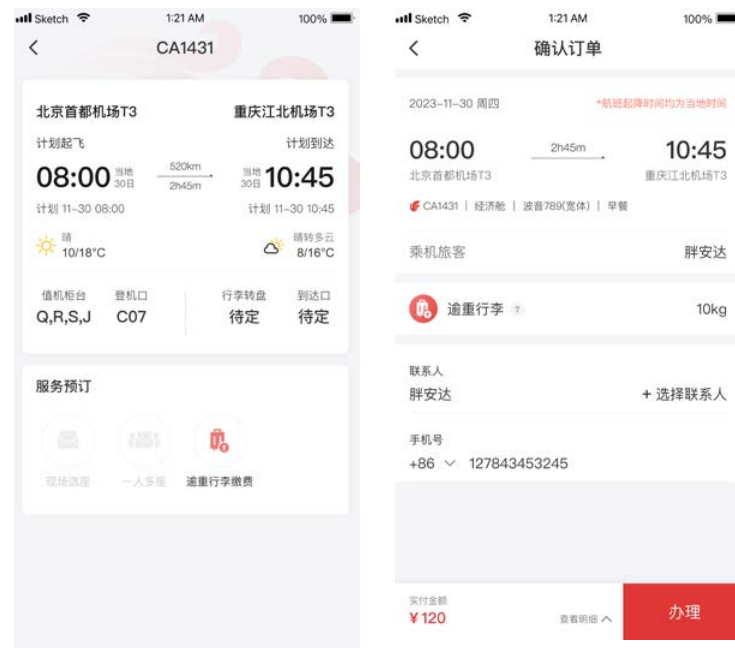 Sketch 1:21 AM 100%
CA1431
北京首都机场T3 重庆江北机场T3
计划起飞 计划到达
08:00 当地 30日 520km 2h45m 当地 30日 10:45
计划 11-30 08:00 计划 11-30 10:45
晴 10/18°C 晴转多云 8/16°C
值机柜台 登机口 行李转盘 到达口
Q,R,S,J C07 待定 待定
服务预订
现场选座 一人多座 逾重行李缴费
Sketch 1:21 AM 100%
确认订单
2023-11-30 周四 *航班起降时间均为当地时间
08:00 2h45m 10:45
北京首都机场T3 重庆江北机场T3
CA1431 | 经济舱 | 波音789(宽体) | 早餐
乘机旅客 胖安达
逾重行李 ? 10kg
联系人
胖安达 + 选择联系人
手机号
+86 127843453245
实付金额
¥120 查看明细 办理